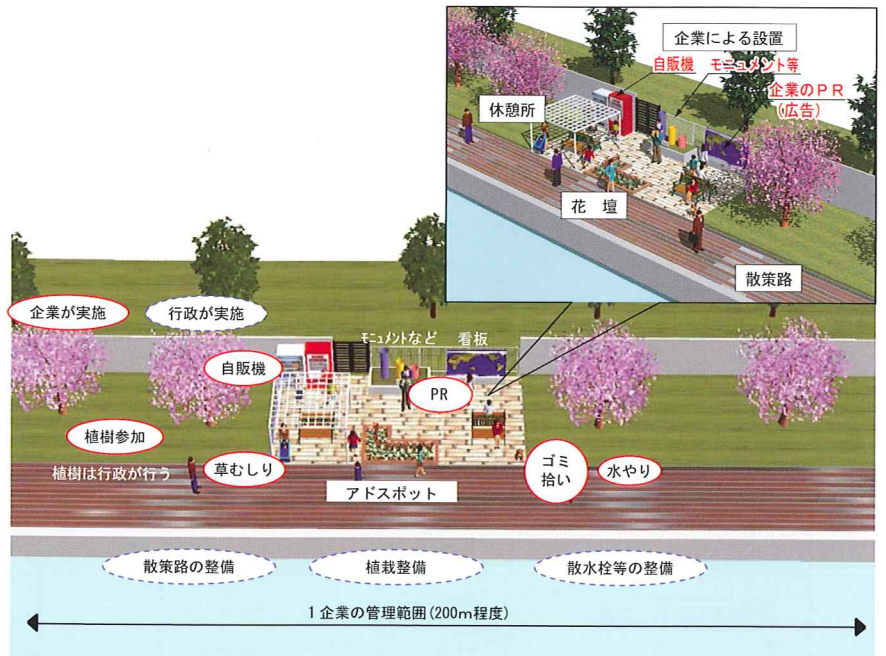 企業による設置
自販機　モニュメント等
企業のＰＲ
(広告)
休憩所
花　壇
散策路
企業が実施
行政が実施
モニュメントなど　看板
自販機
PR
植樹参加
植樹は行政が行う
草むしり
アドスポット
ゴミ
拾い
水やり
散策路の整備
植栽整備
散水栓等の整備
1企業の管理範囲(200m程度)